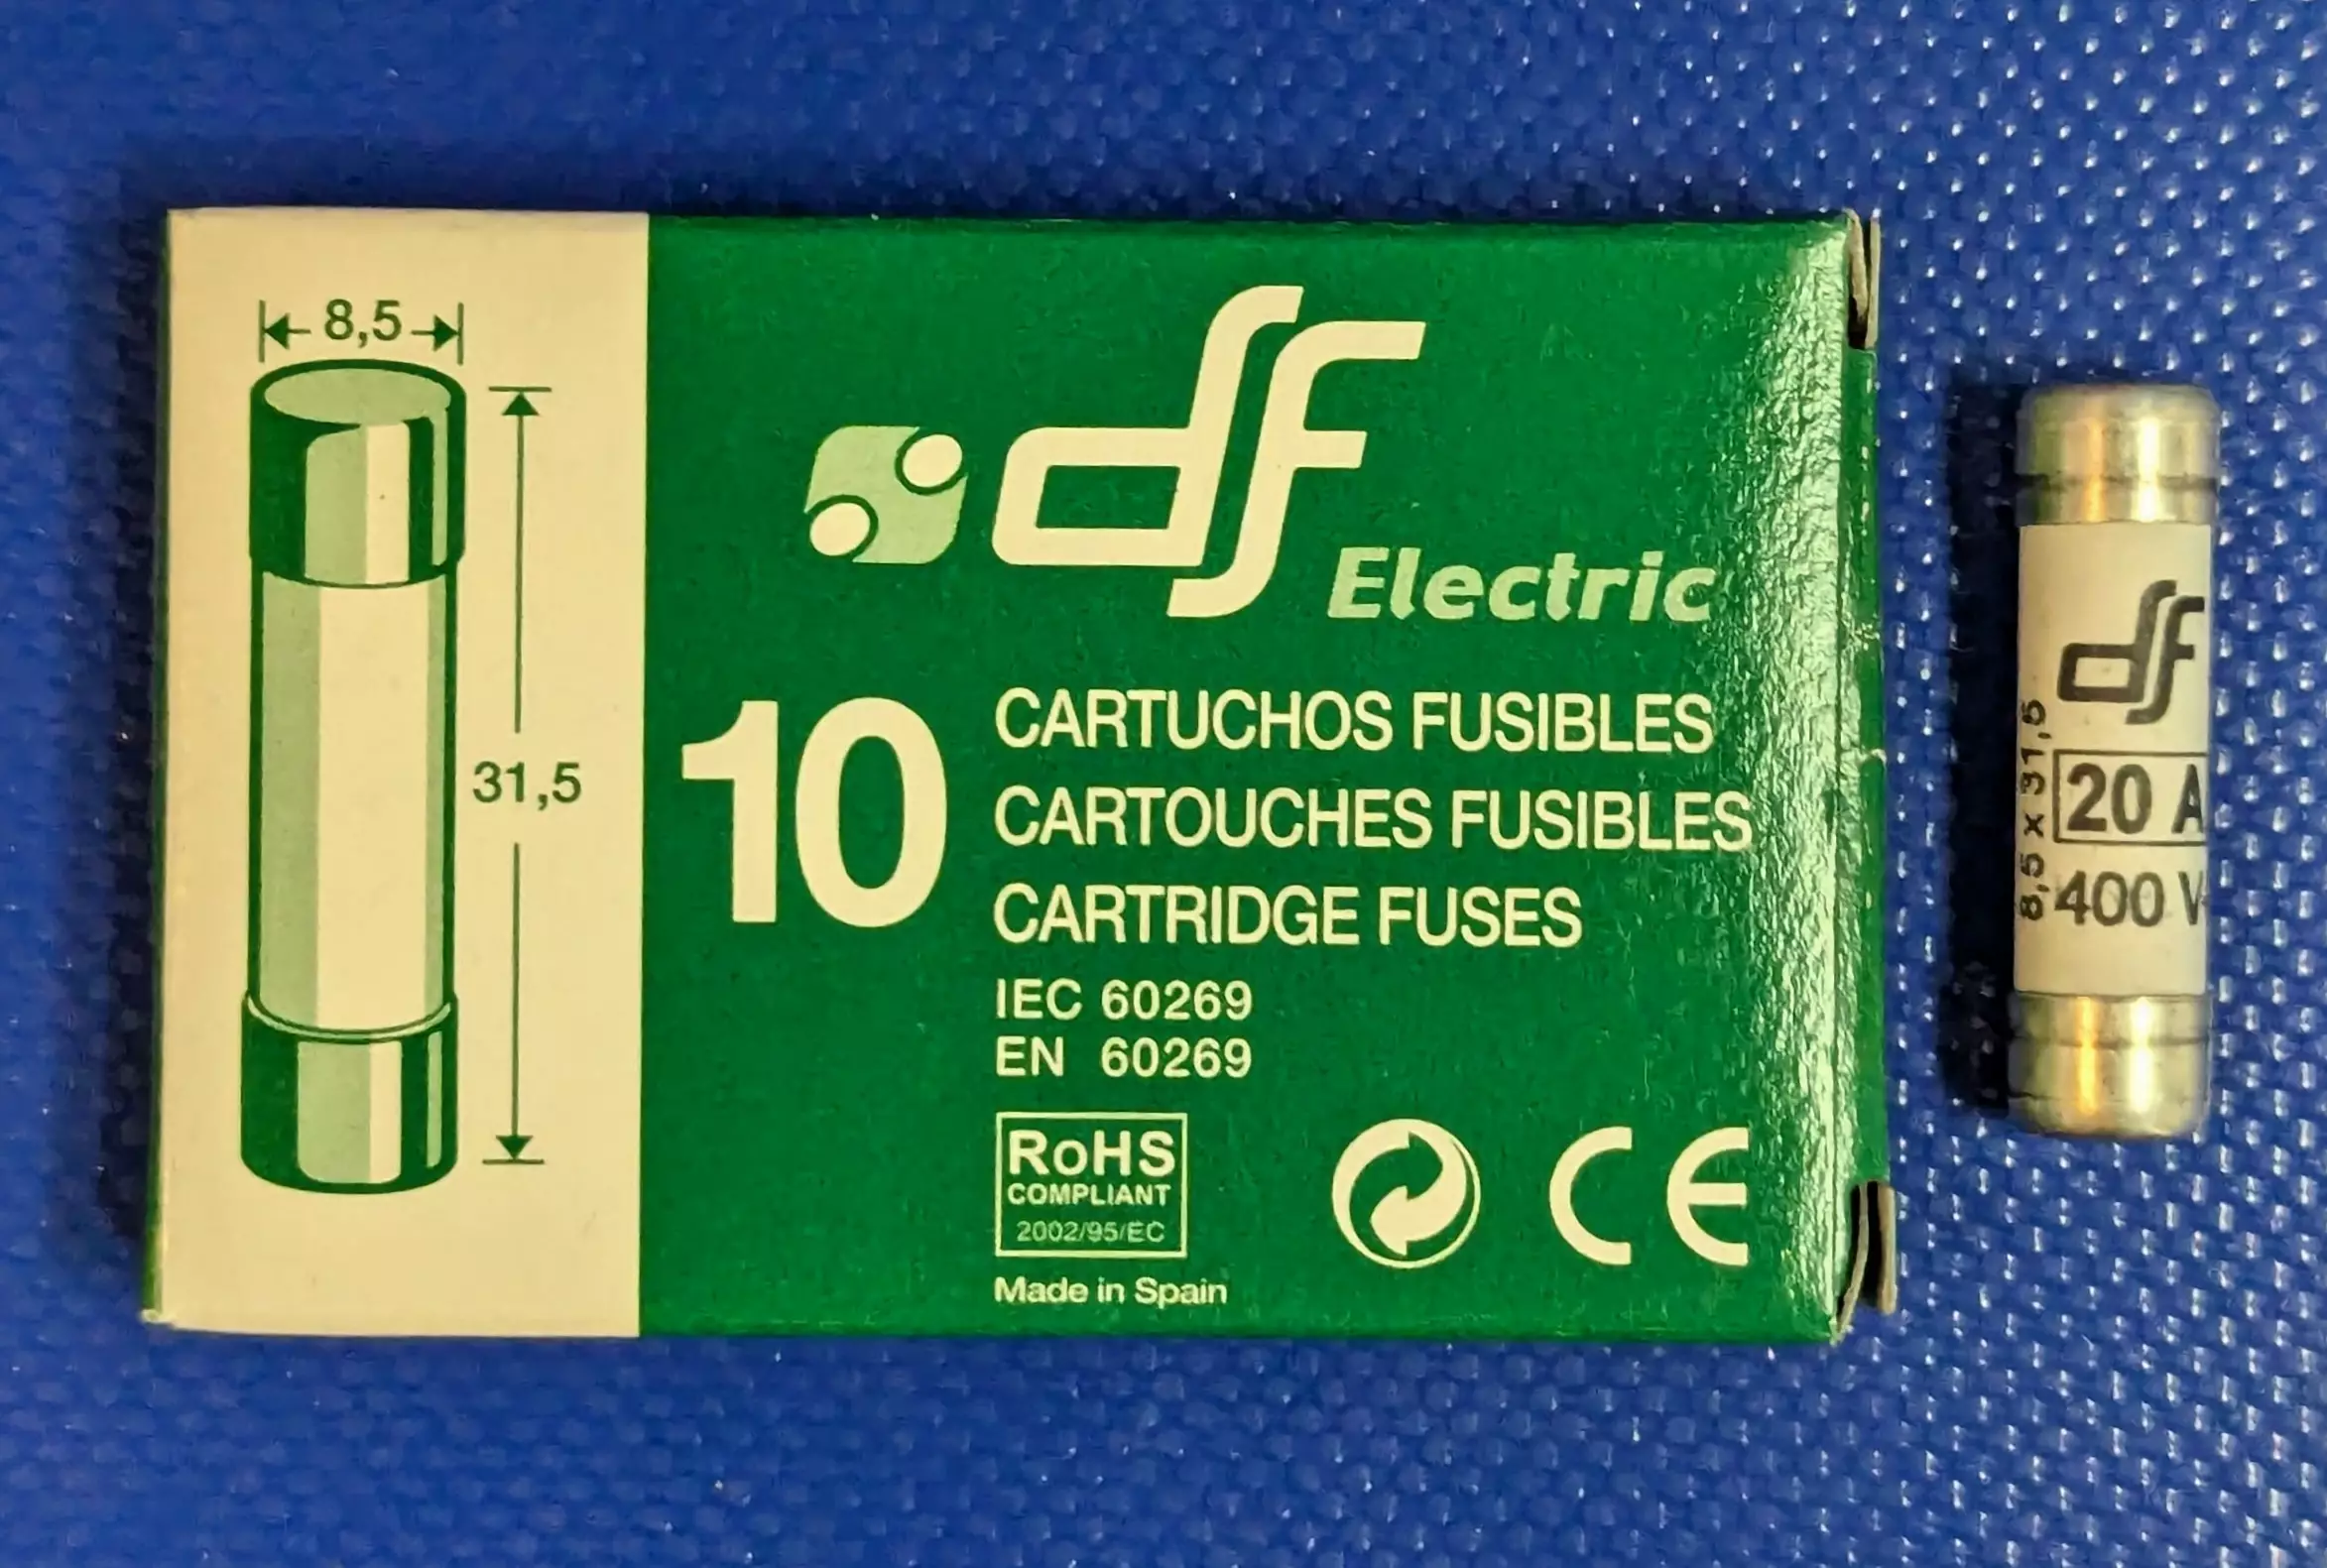 8,5
31,5
df Electric
10
CARTUCHOS FUSIBLES
CARTOUCHES FUSIBLES
CARTRIDGE FUSES
IEC 60269
EN 60269
RoHS
COMPLIANT
2002/95/EC
CE
Made in Spain
df
8,5 x 31,5
20 A
400 V